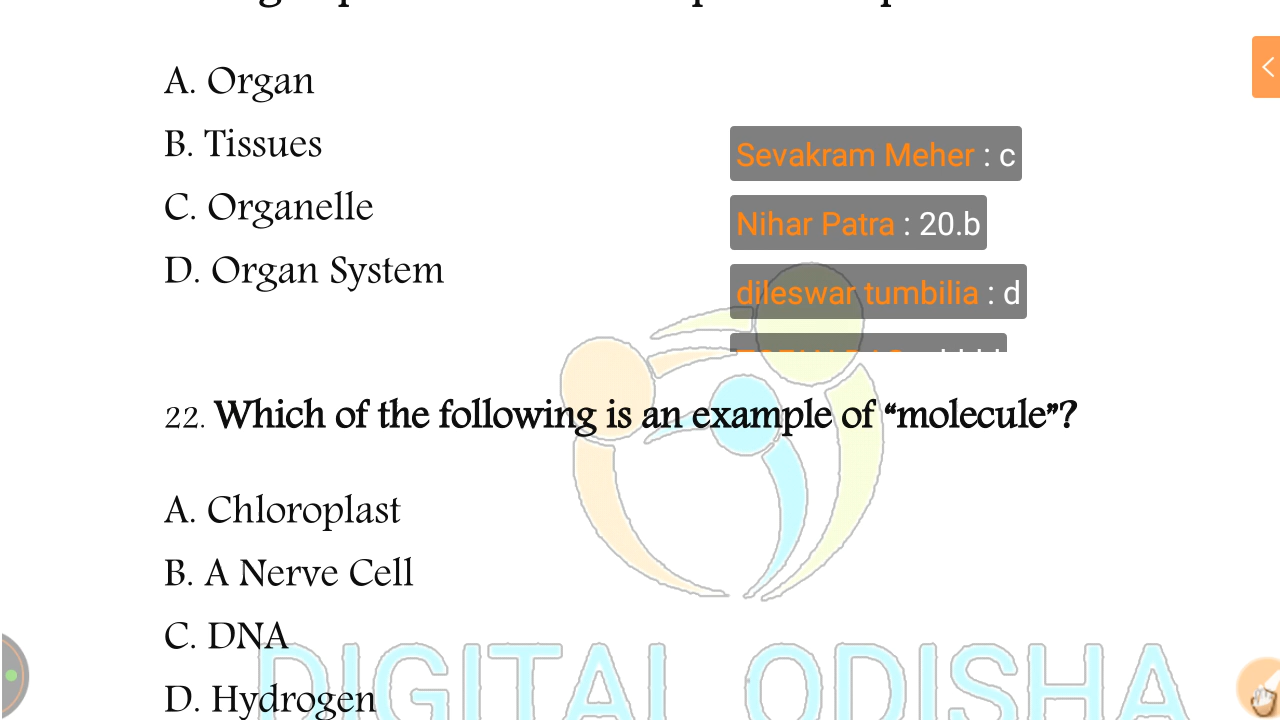 A. Organ
B. Tissues
C. Organelle
D. Organ System
Sevakram Meher : c
Nihar Patra : 20.b
dileswar tumbilia : d
22. Which of the following is an example of “molecule”?
A. Chloroplast
B. A Nerve Cell
C. DNA
D. Hydrogen
DIGITAL ODISHA